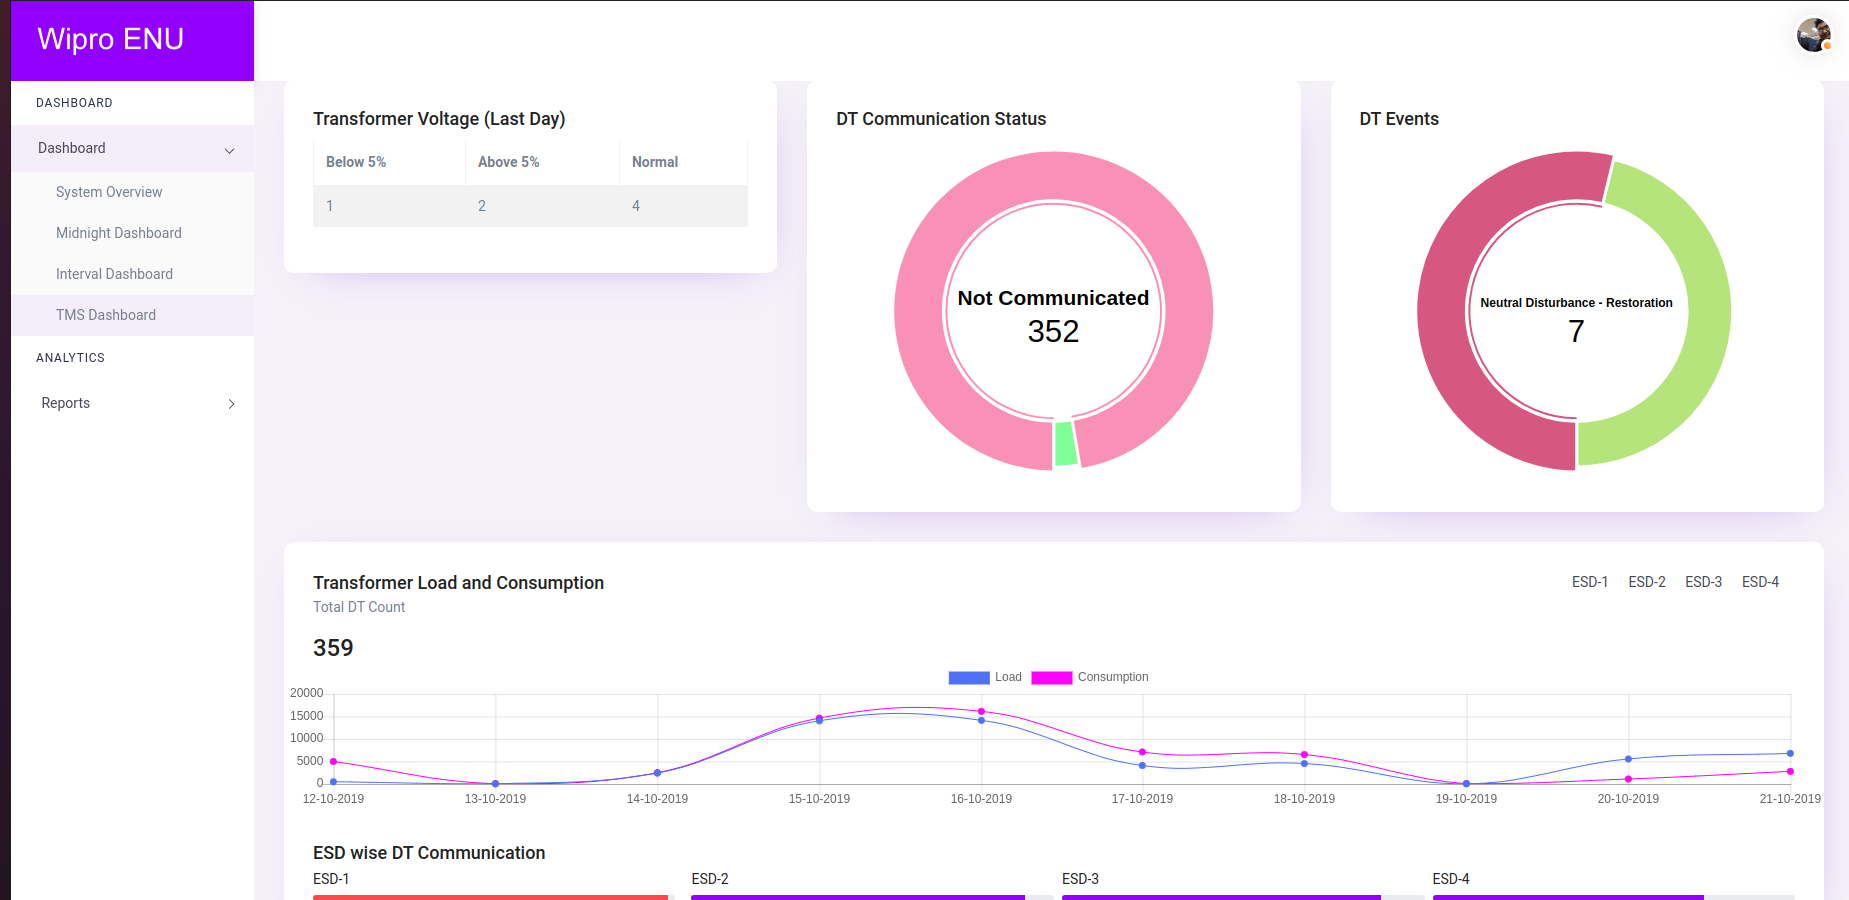 Wipro ENU
DASHBOARD
Dashboard
System Overview
Midnight Dashboard
Interval Dashboard
TMS Dashboard
ANALYTICS
Reports
Transformer Voltage (Last Day)
Below 5% Above 5% Normal
1 2 4
DT Communication Status
Not Communicated
352
DT Events
Neutral Disturbance - Restoration
7
Transformer Load and Consumption
ESD-1 ESD-2 ESD-3 ESD-4
Total DT Count
359
Load Consumption
20000
15000
10000
5000
0
12-10-2019 13-10-2019 14-10-2019 15-10-2019 16-10-2019 17-10-2019 18-10-2019 19-10-2019 20-10-2019 21-10-2019
ESD wise DT Communication
ESD-1 ESD-2 ESD-3 ESD-4